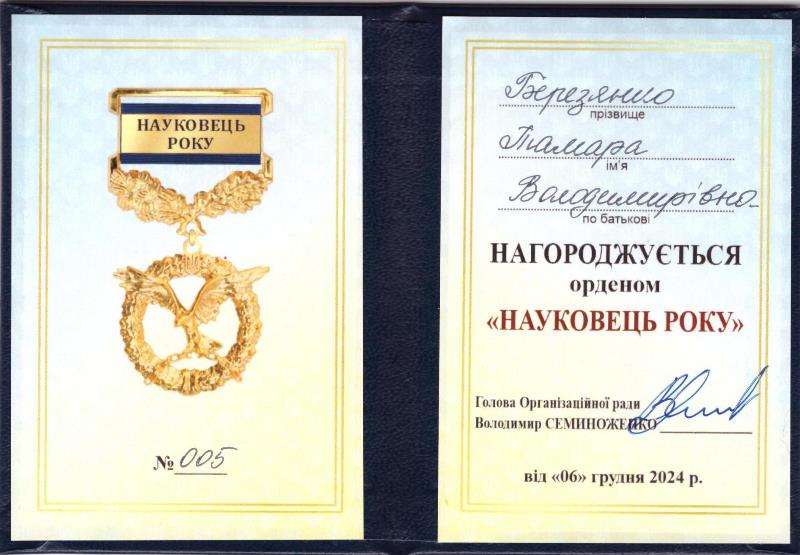 НАУКОВЕЦЬ
РОКУ
№ 005
Березянко
прізвище
Тамара
ім'я
Володимирівна
по батькові
НАГОРОДЖУЄТЬСЯ
орденом
«НАУКОВЕЦЬ РОКУ»
Голова Організаційної ради
Володимир СЕМИНОЖЕНКО
від «06» грудня 2024 р.